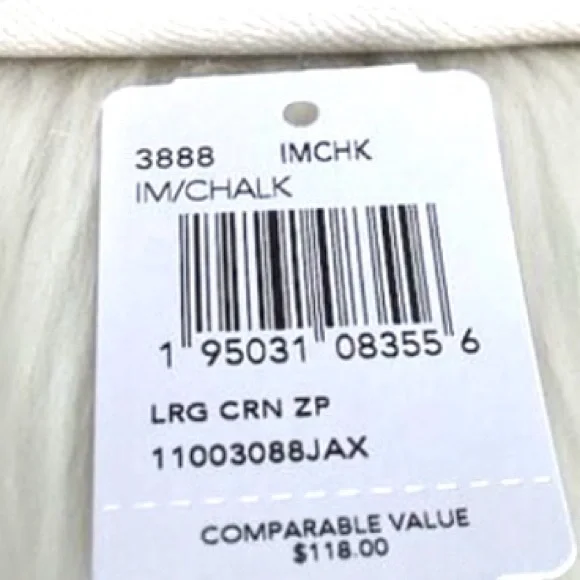 3888 IMCHK
IM/CHALK
1 95031 08355 6
LRG CRN ZP
11003088JAX
COMPARABLE VALUE
$118.00